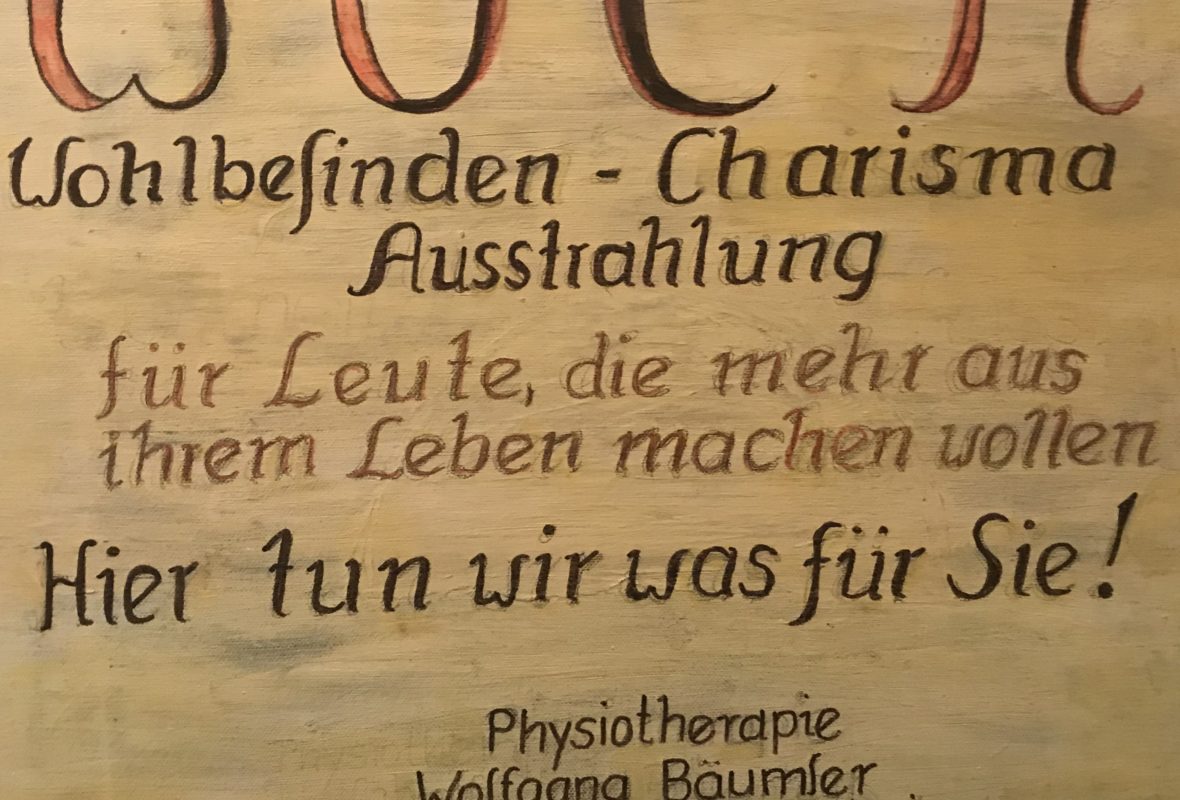 Wohlbefinden - Charisma
Ausstrahlung
für Leute, die mehr aus
ihrem Leben machen wollen
Hier tun wir was für Sie!
Physiotherapie
Wolfgang Bäumler